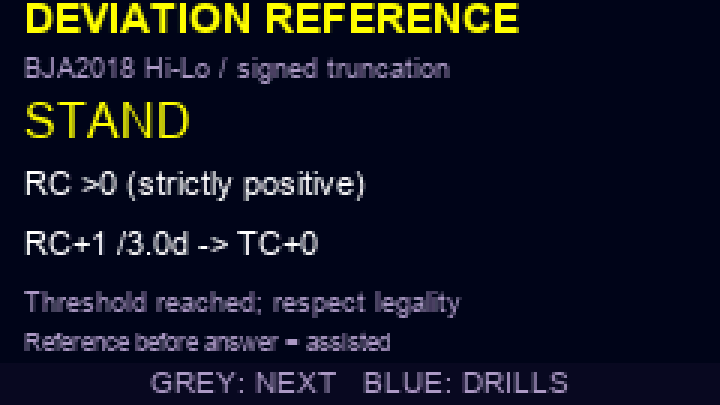 DEVIATION REFERENCE
BJA2018 Hi-Lo / signed truncation
STAND
RC >0 (strictly positive)
RC+1 /3.0d -> TC+0
Threshold reached; respect legality
Reference before answer = assisted
GREY: NEXT BLUE: DRILLS